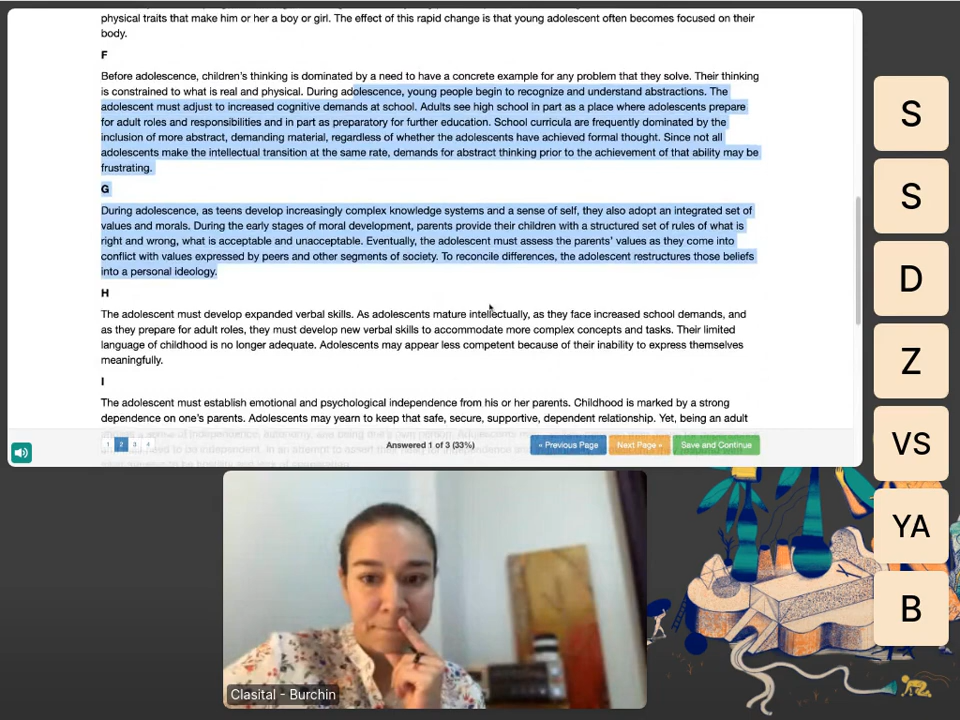 physical traits that make him or her a boy or girl. The effect of this rapid change is that young adolescent often becomes focused on their
body.
F
Before adolescence, children's thinking is dominated by a need to have a concrete example for any problem that they solve. Their thinking
is constrained to what is real and physical. During adolescence, young people begin to recognize and understand abstractions. The
adolescent must adjust to increased cognitive demands at school. Adults see high school in part as a place where adolescents prepare
for adult roles and responsibilities and in part as preparatory for further education. School curricula are frequently dominated by the
inclusion of more abstract, demanding material, regardless of whether the adolescents have achieved formal thought. Since not all
adolescents make the intellectual transition at the same rate, demands for abstract thinking prior to the achievement of that ability may be
frustrating.
G
During adolescence, as teens develop increasingly complex knowledge systems and a sense of self, they also adopt an integrated set of
values and morals. During the early stages of moral development, parents provide their children with a structured set of rules of what is
right and wrong, what is acceptable and unacceptable. Eventually, the adolescent must assess the parents' values as they come into
conflict with values expressed by peers and other segments of society. To reconcile differences, the adolescent restructures those beliefs
into a personal ideology.
H
The adolescent must develop expanded verbal skills. As adolescents mature intellectually, as they face increased school demands, and
as they prepare for adult roles, they must develop new verbal skills to accommodate more complex concepts and tasks. Their limited
language of childhood is no longer adequate. Adolescents may appear less competent because of their inability to express themselves
meaningfully.
I
The adolescent must establish emotional and psychological independence from his or her parents. Childhood is marked by a strong
dependence on one's parents. Adolescents may yearn to keep that safe, secure, supportive, dependent relationship. Yet, being an adult
1 2 3 4 Answered 1 of 3 (33%) « Previous Page Next Page » Save and Continue
S
S
D
Z
VS
YA
B
Clasital - Burchin